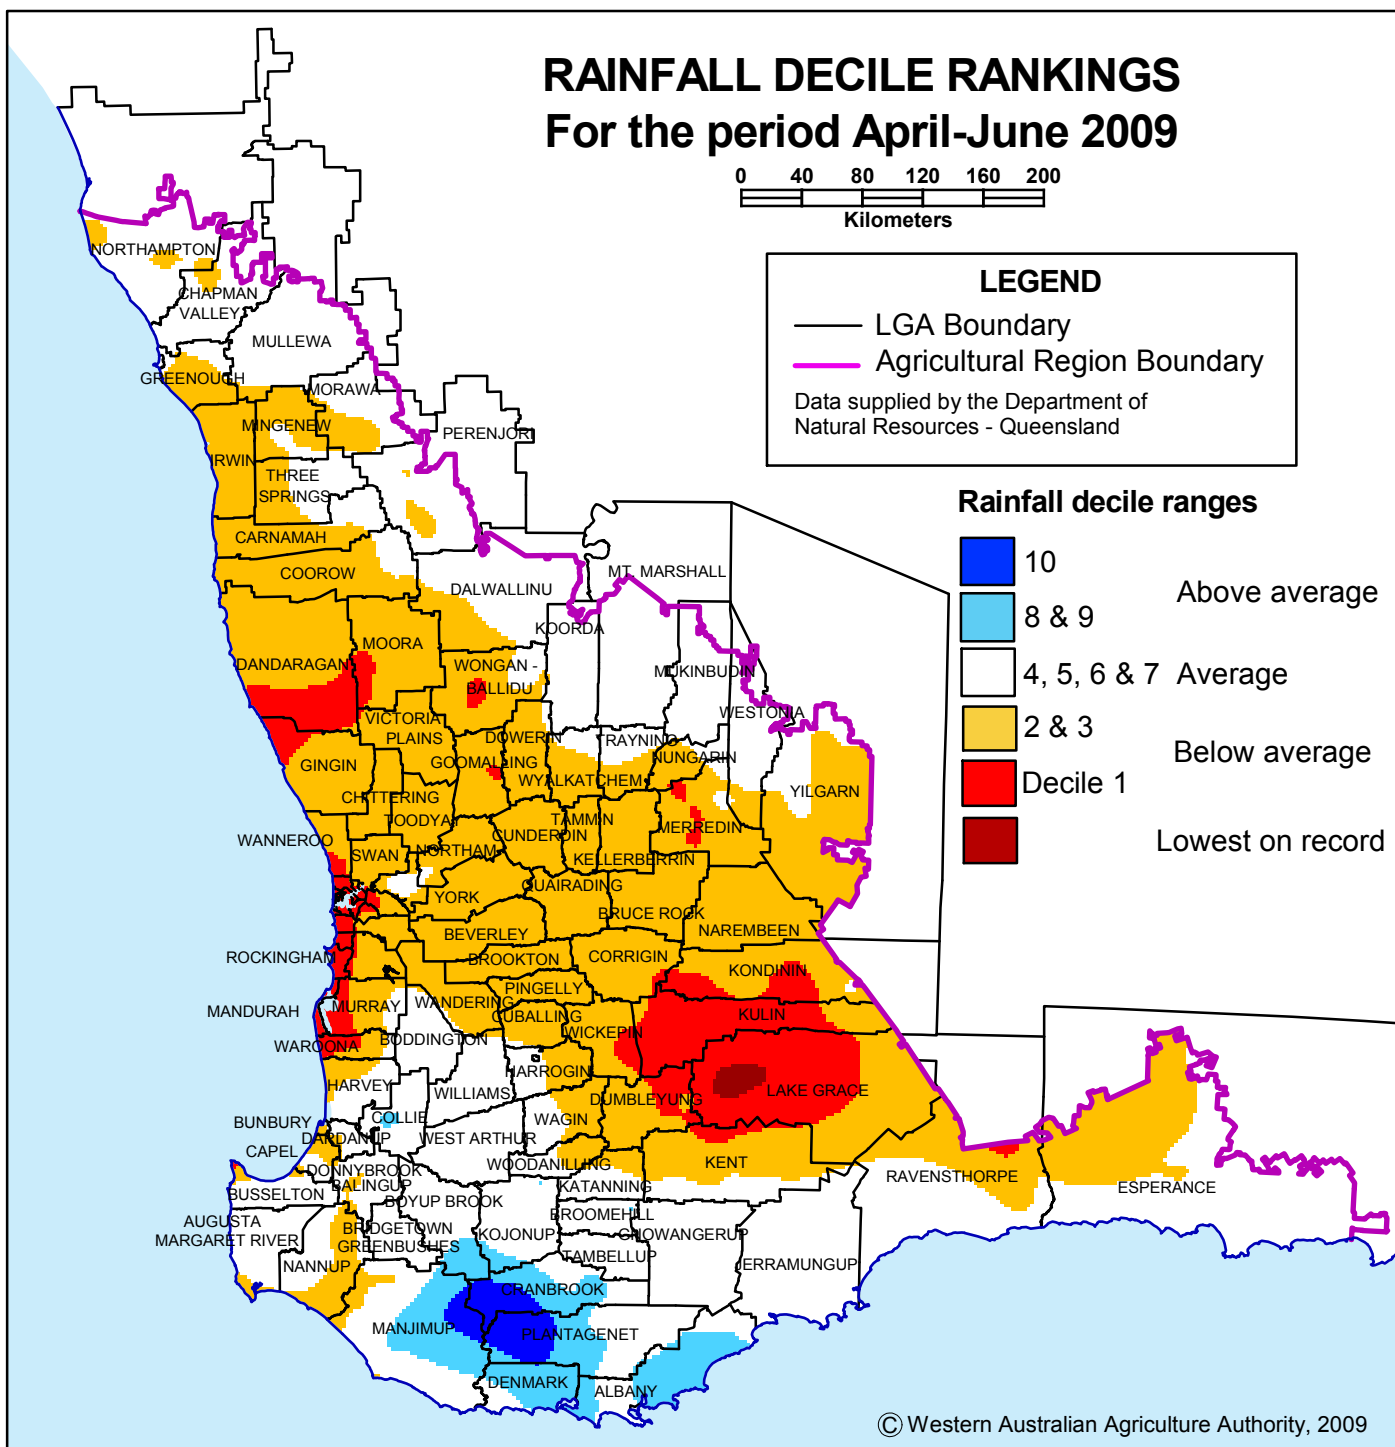 RAINFALL DECILE RANKINGS
For the period April-June 2009
0 40 80 120 160 200
Kilometers
LEGEND
LGA Boundary
Agricultural Region Boundary
Data supplied by the Department of
Natural Resources - Queensland
Rainfall decile ranges
10
8 & 9
Above average
4, 5, 6 & 7 Average
2 & 3
Below average
Decile 1
Lowest on record
NORTHAMPTON
CHAPMAN
VALLEY
MULLEWA
GREENOUGH
MORAWA
MINGENEW
PERENJORI
IRWIN
THREE
SPRINGS
CARNAMAH
COOROW
DALWALLINU
MT. MARSHALL
KOORDA
MOORA
DANDARAGAN
WONGAN -
BALLIDU
MUKINBUDIN
WESTONIA
VICTORIA
PLAINS
DOWERIN
TRAYNING
GOOMALLING
NUNGARIN
GINGIN
WYALKATCHEM
YILGARN
CHITTERING
TOODYAY
TAMMIN
CUNDERDIN
MERREDIN
WANNEROO
SWAN
NORTHAM
KELLERBERRIN
YORK
QUAIRADING
BRUCE ROCK
BEVERLEY
NAREMBEEN
ROCKINGHAM
BROOKTON
CORRIGIN
KONDININ
PINGELLY
MANDURAH
MURRAY
WANDERING
CUBALLING
KULIN
WICKEPIN
WAROONA
BODDINGTON
NARROGIN
HARVEY
WILLIAMS
DUMBLEYUNG
LAKE GRACE
BUNBURY
COLLIE
WAGIN
DARDANUP
WEST ARTHUR
CAPEL
DONNYBROOK
BALINGUP
WOODANILLING
KENT
RAVENSTHORPE
ESPERANCE
BUSSELTON
BOYUP BROOK
KATANNING
AUGUSTA
MARGARET RIVER
BRIDGETOWN
GREENBUSHES
KOJONUP
BROOMEHILL
GNOWANGERUP
NANNUP
TAMBELLUP
JERRAMUNGUP
CRANBROOK
MANJIMUP
PLANTAGENET
DENMARK
ALBANY
© Western Australian Agriculture Authority, 2009